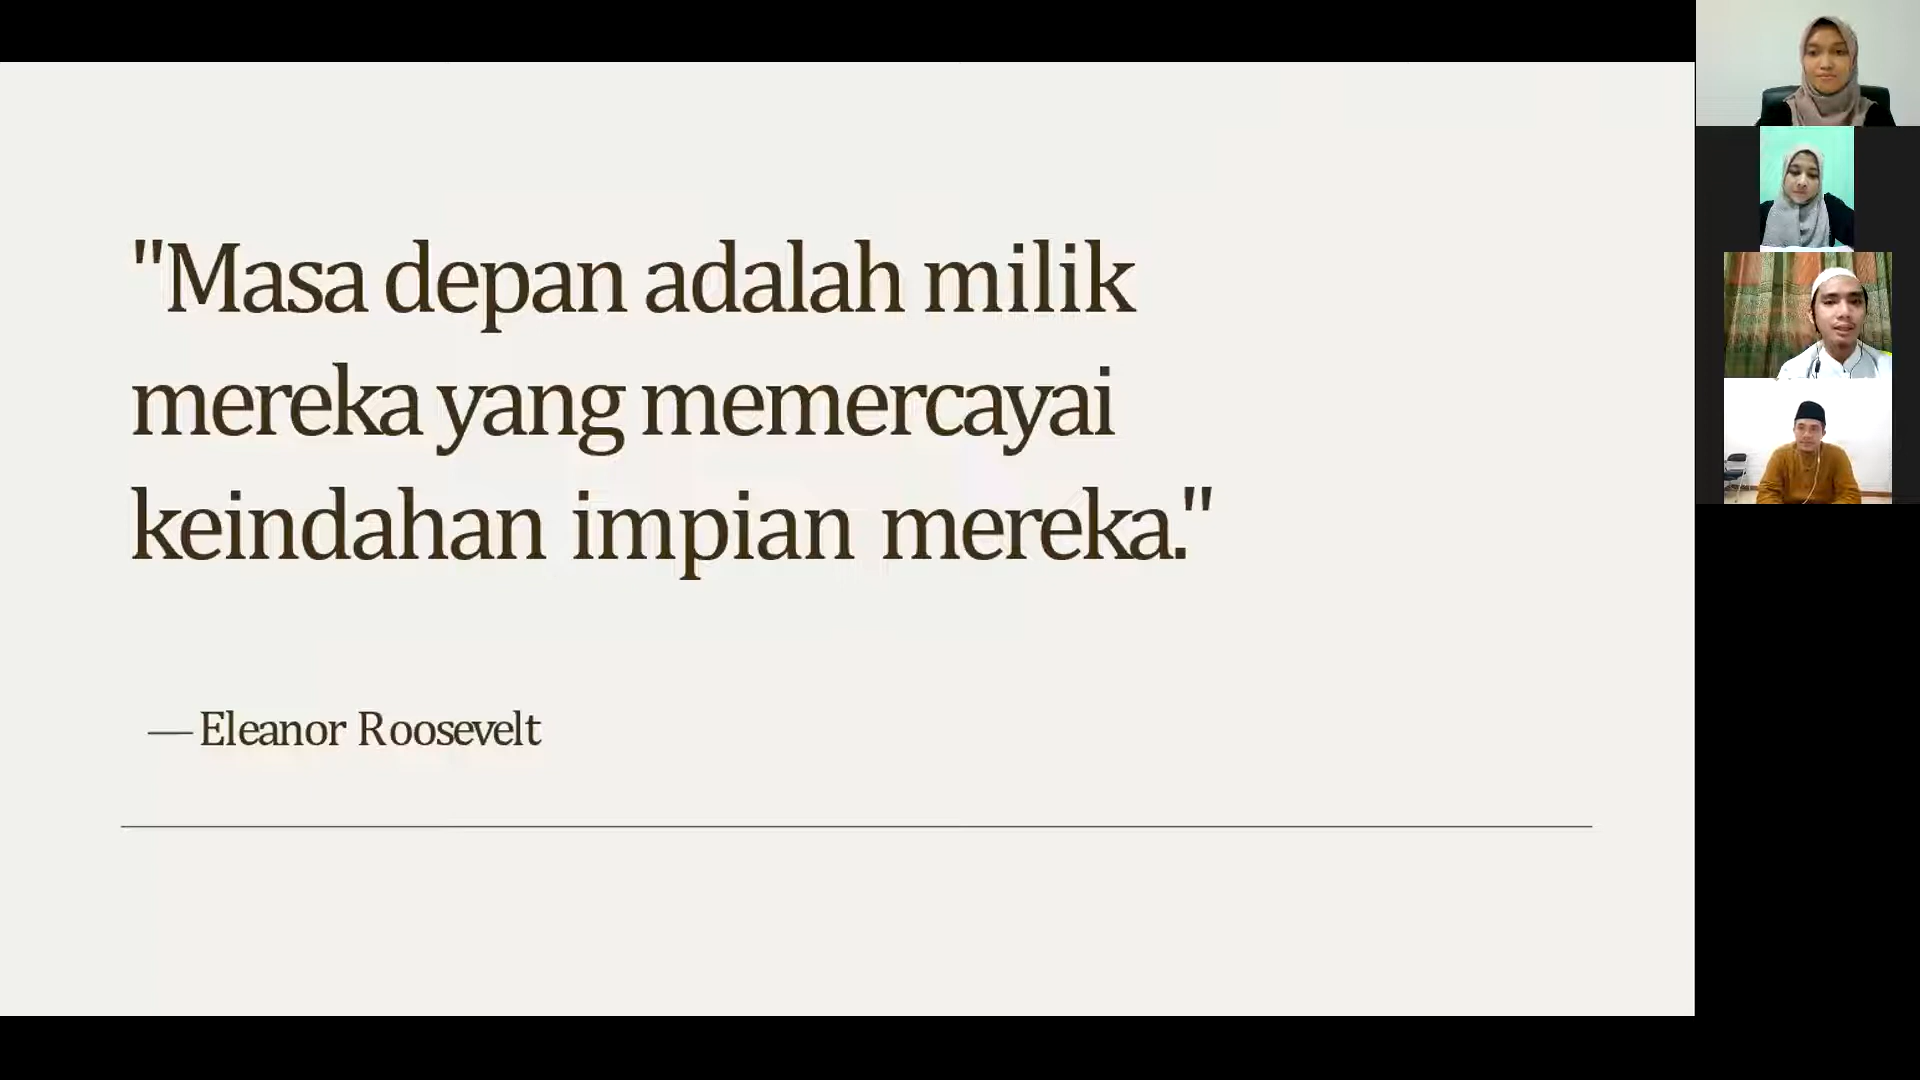 "Masa depan adalah milik
mereka yang memercayai
keindahan impian mereka."
— Eleanor Roosevelt